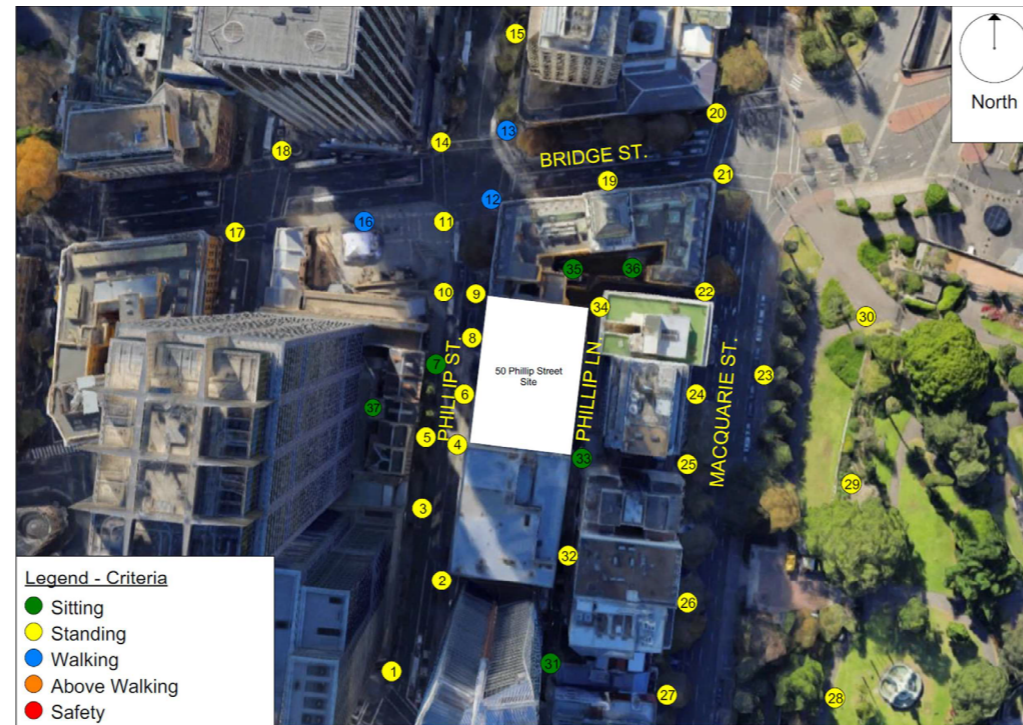 15
North
20
13
14
18
BRIDGE ST.
21
19
12
16
11
17
35
36
10
9
22
34
30
8
7
50 Phillip Street
Site
23
6
24
37
PHILLIP ST.
PHILLIP LN.
MACQUARIE ST.
5
4
33
25
29
3
32
2
26
31
1
27
28
Legend - Criteria
Sitting
Standing
Walking
Above Walking
Safety